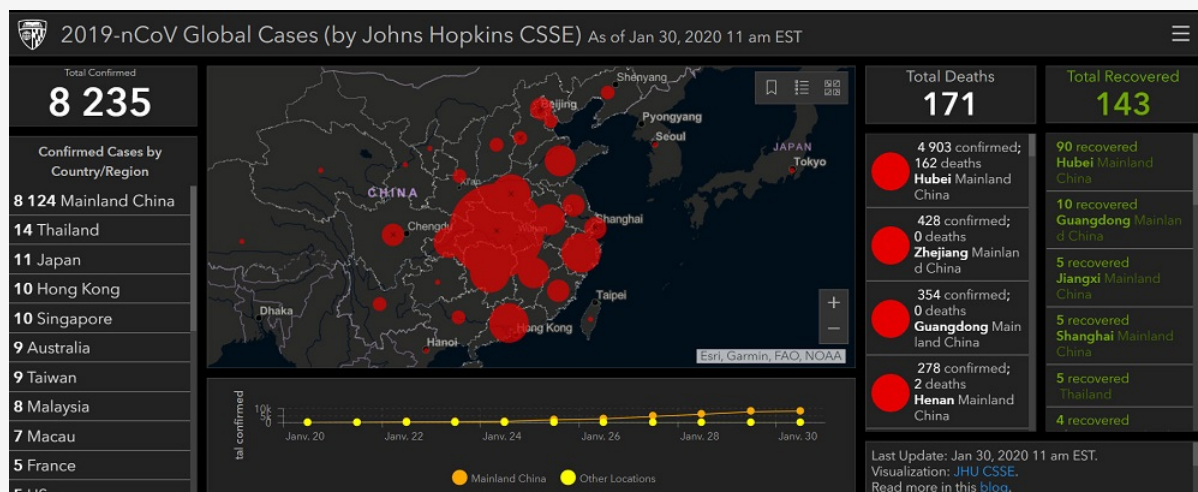 2019-nCoV Global Cases (by Johns Hopkins CSSE) As of Jan 30, 2020 11 am EST
Total Confirmed
8 235
Confirmed Cases by
Country/Region
8 124 Mainland China
14 Thailand
11 Japan
10 Hong Kong
10 Singapore
9 Australia
9 Taiwan
8 Malaysia
7 Macau
5 France
5 US
Shenyang
Beijing
Pyongyang
Seoul
JAPAN
Tokyo
CHINA
Xi'an
Chengdu
Wuhan
Shanghai
Taipei
Dhaka
Hong Kong
Hanoi
+
−
Esri, Garmin, FAO, NOAA
tal confirmed
10k
5k
0
Janv. 20
Janv. 22
Janv. 24
Janv. 26
Janv. 28
Janv. 30
Mainland China
Other Locations
Total Deaths
171
4 903 confirmed;
162 deaths
Hubei Mainland
China
428 confirmed;
0 deaths
Zhejiang Mainlan
d China
354 confirmed;
0 deaths
Guangdong Main
land China
278 confirmed;
2 deaths
Henan Mainland
China
Total Recovered
143
90 recovered
Hubei Mainland
China
10 recovered
Guangdong Mainlan
d China
5 recovered
Jiangxi Mainland
China
5 recovered
Shanghai Mainland
China
5 recovered
Thailand
4 recovered
Last Update: Jan 30, 2020 11 am EST.
Visualization: JHU CSSE.
Read more in this blog.